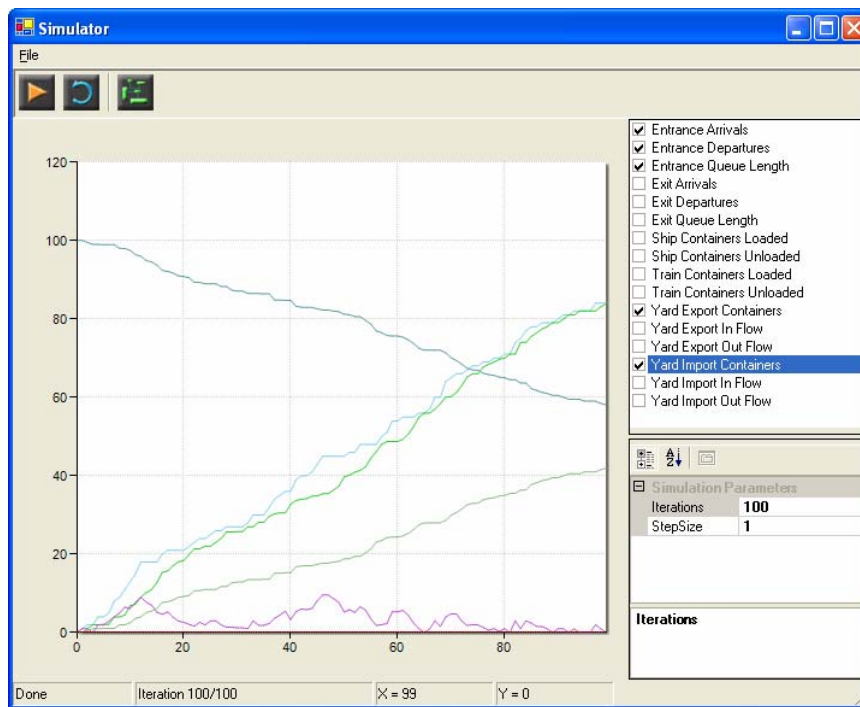 Simulator
File
120
100
80
60
40
20
0
0 20 40 60 80
Entrance Arrivals
Entrance Departures
Entrance Queue Length
Exit Arrivals
Exit Departures
Exit Queue Length
Ship Containers Loaded
Ship Containers Unloaded
Train Containers Loaded
Train Containers Unloaded
Yard Export Containers
Yard Export In Flow
Yard Export Out Flow
Yard Import Containers
Yard Import In Flow
Yard Import Out Flow
A Z
Simulation Parameters
Iterations 100
StepSize 1
Iterations
Done Iteration 100/100 X = 99 Y = 0